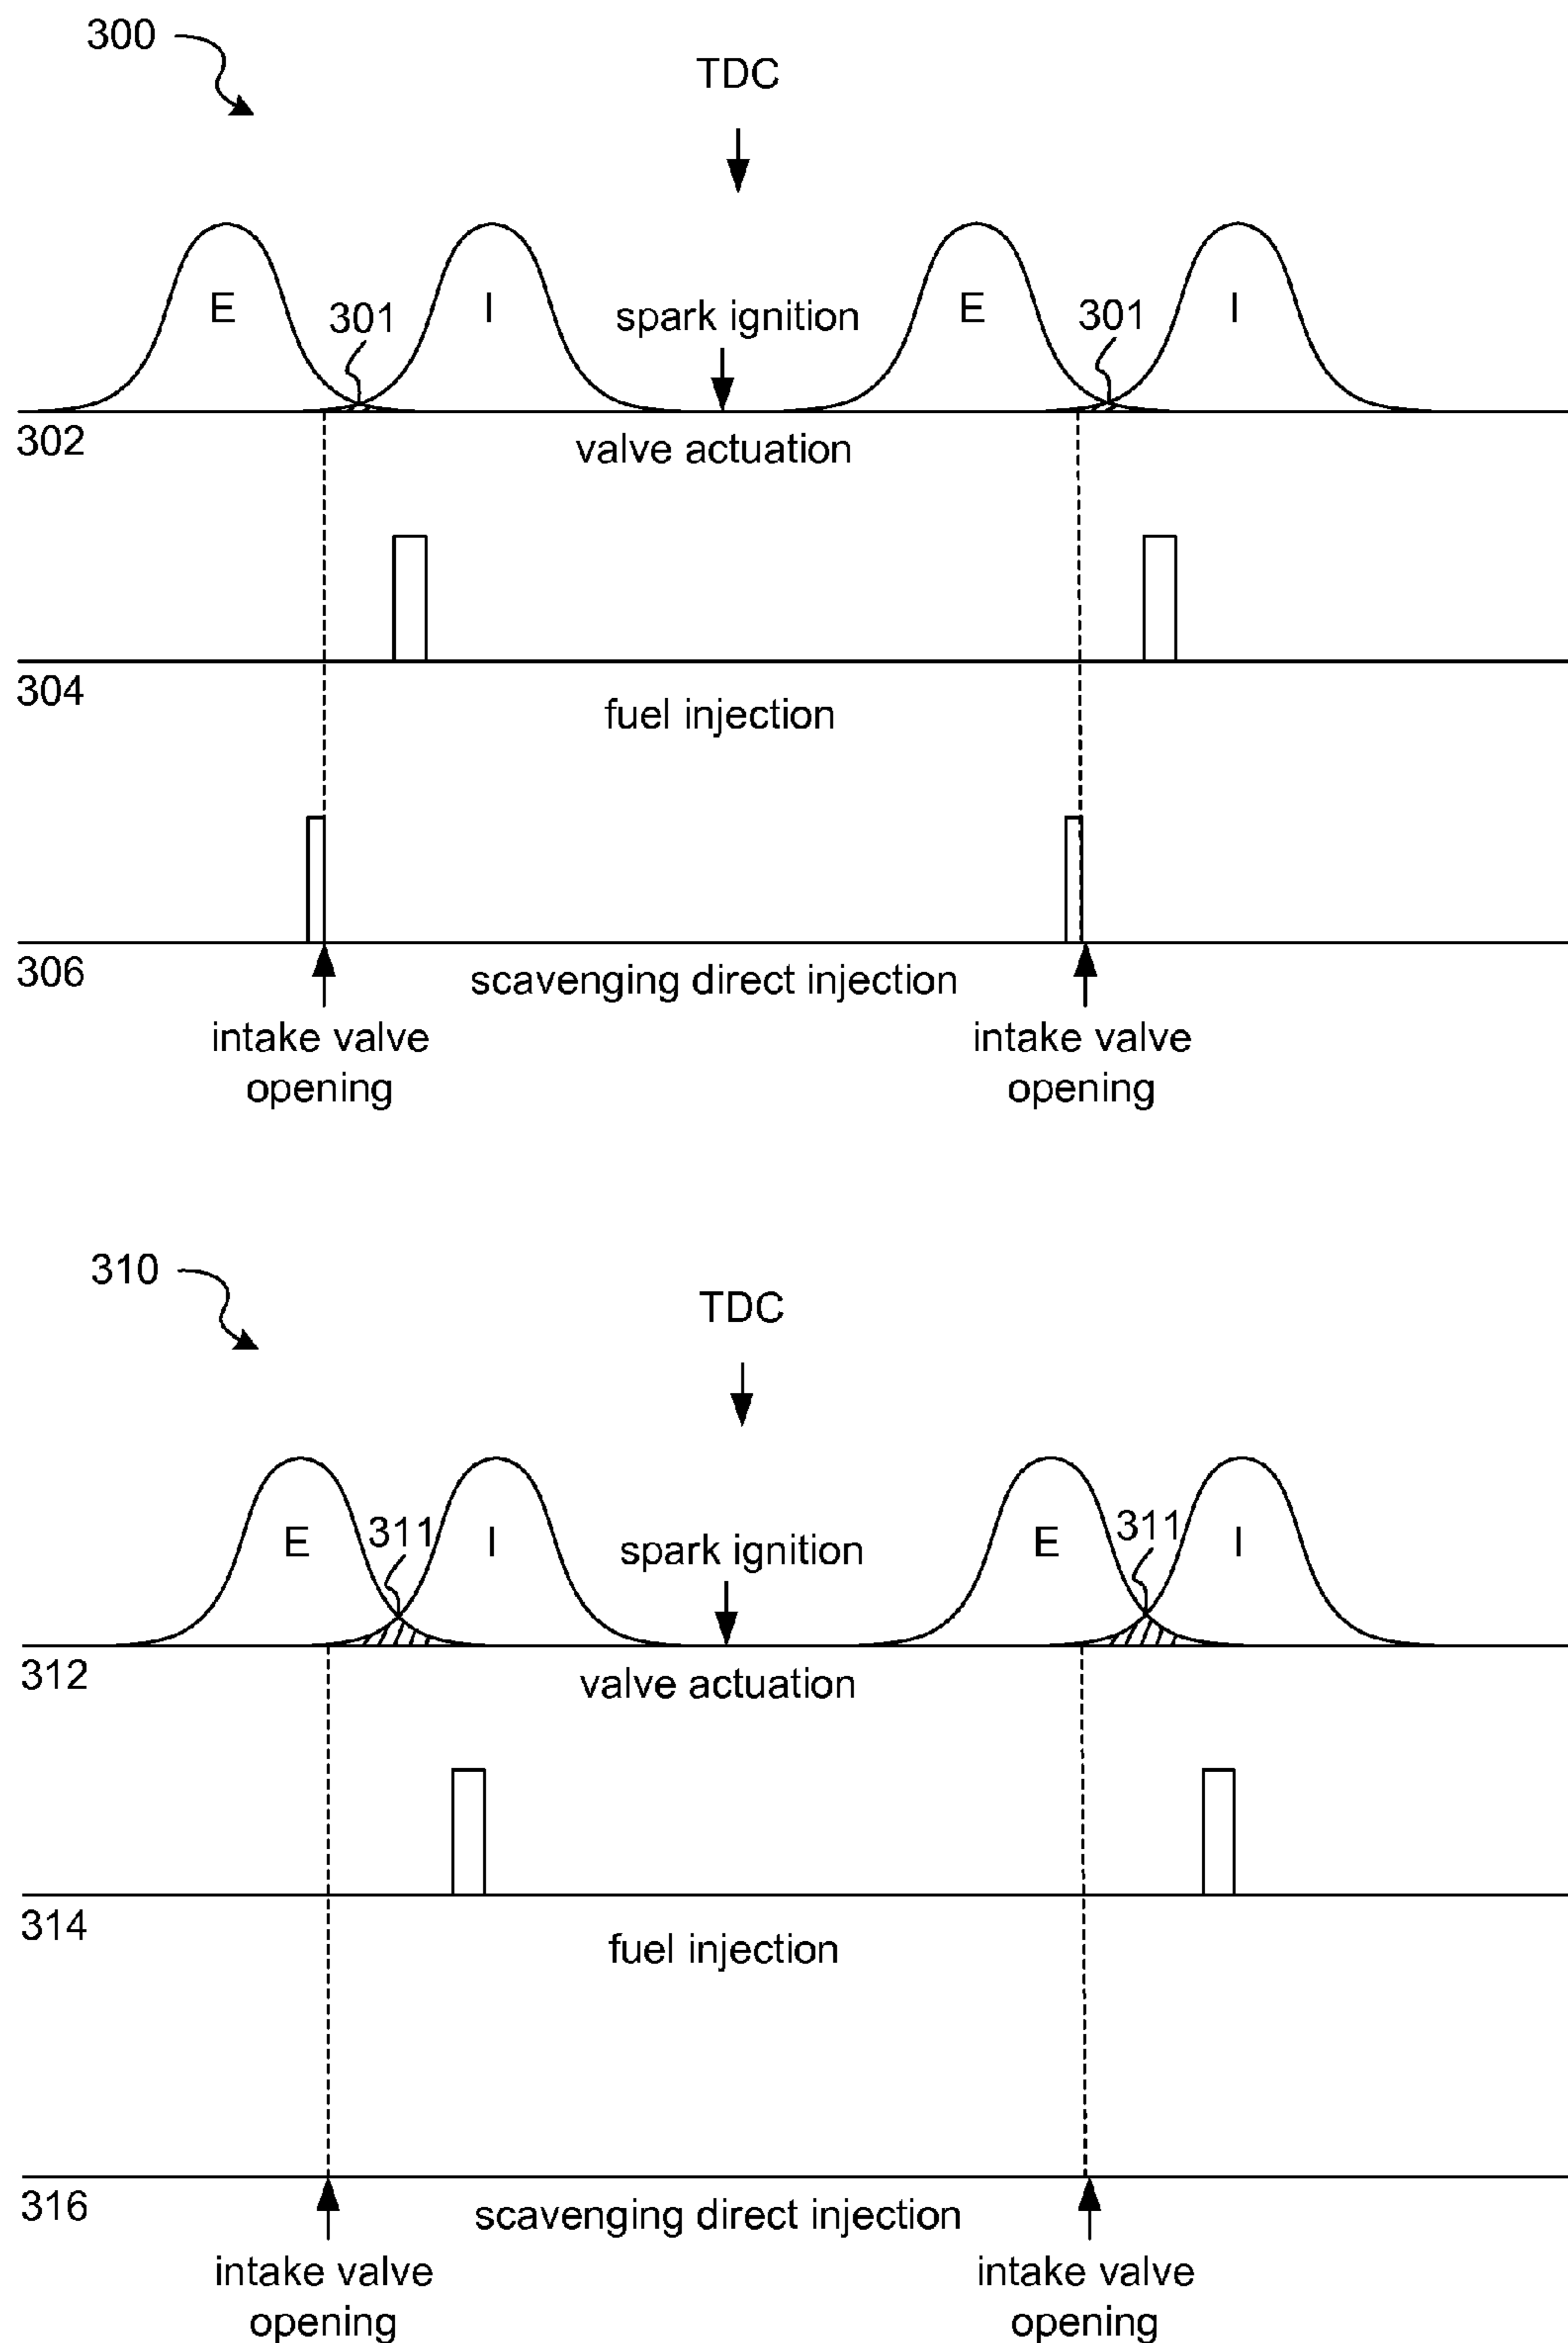 300
TDC
E
301
I
spark ignition
E
301
I
302
valve actuation
304
fuel injection
306
scavenging direct injection
intake valve
opening
intake valve
opening
310
TDC
E
311
I
spark ignition
E
311
I
312
valve actuation
314
fuel injection
316
scavenging direct injection
intake valve
opening
intake valve
opening